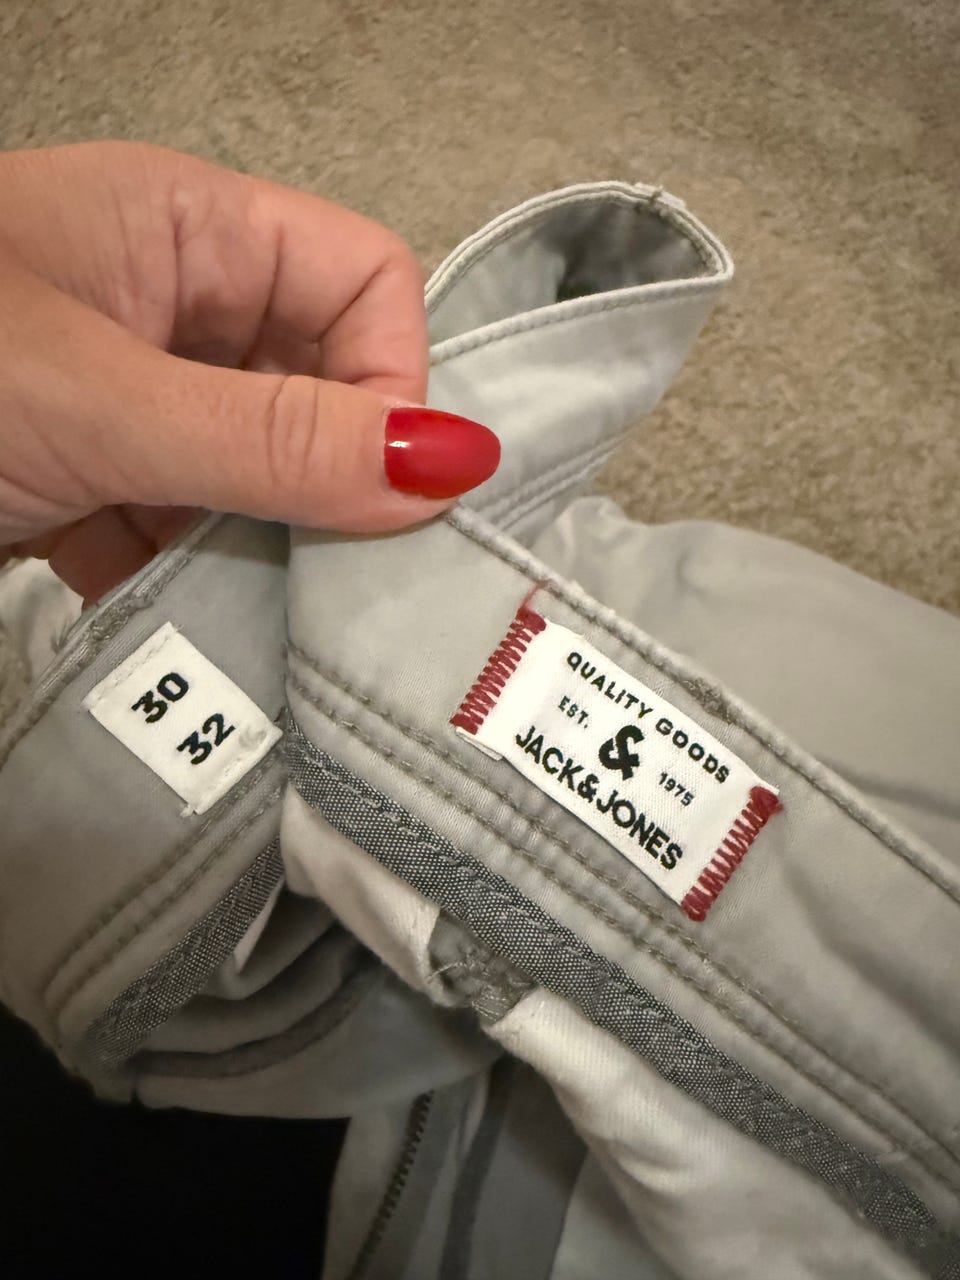 30
32
QUALITY GOODS
EST. & 1975
JACK&JONES